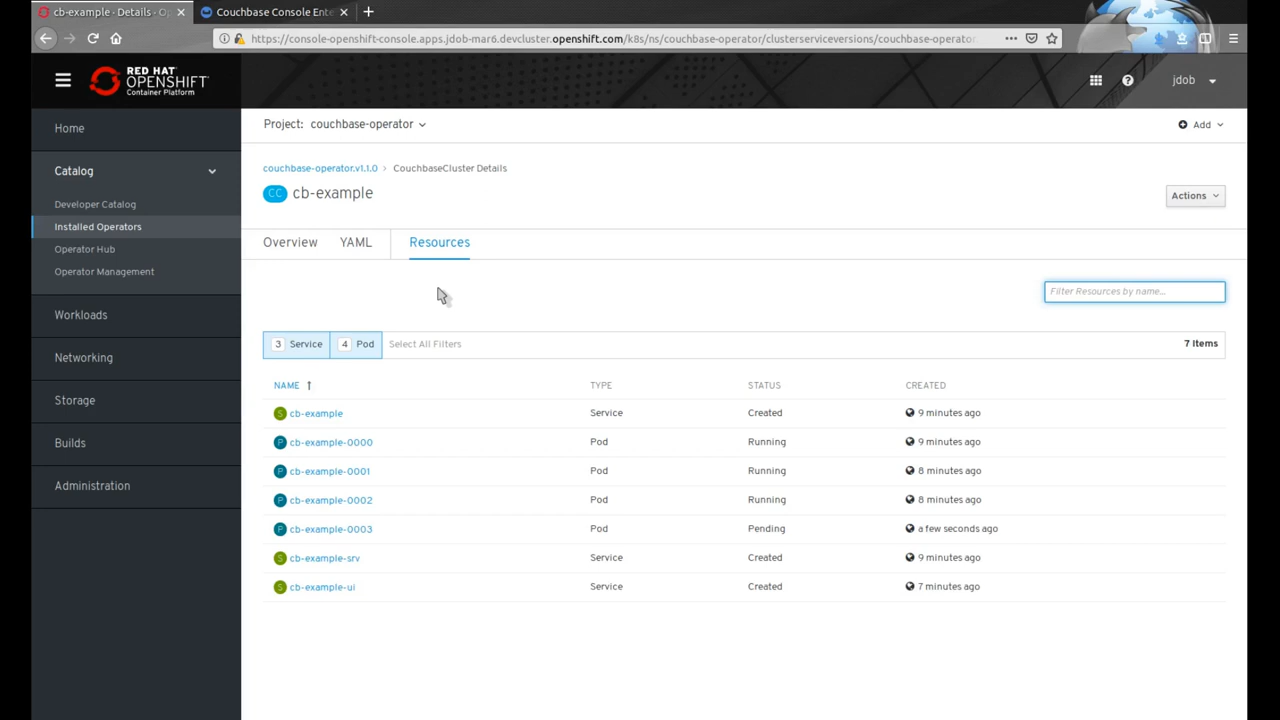 cb-example - Details - Op
Couchbase Console Ente
https://console-openshift-console.apps.jdob-mar6.devcluster.openshift.com/k8s/ns/couchbase-operator/clusterserviceversions/couchbase-operato
RED HAT
OPENSHIFT
Container Platform
jdob
Home
Catalog
Developer Catalog
Installed Operators
Operator Hub
Operator Management
Workloads
Networking
Storage
Builds
Administration
Project: couchbase-operator
Add
couchbase-operator.v1.1.0 > CouchbaseCluster Details
CC cb-example
Actions
Overview YAML Resources
Filter Resources by name...
3 Service 4 Pod Select All Filters 7 Items
NAME TYPE STATUS CREATED
S cb-example Service Created 9 minutes ago
P cb-example-0000 Pod Running 9 minutes ago
P cb-example-0001 Pod Running 8 minutes ago
P cb-example-0002 Pod Running 8 minutes ago
P cb-example-0003 Pod Pending a few seconds ago
S cb-example-srv Service Created 9 minutes ago
S cb-example-ui Service Created 7 minutes ago